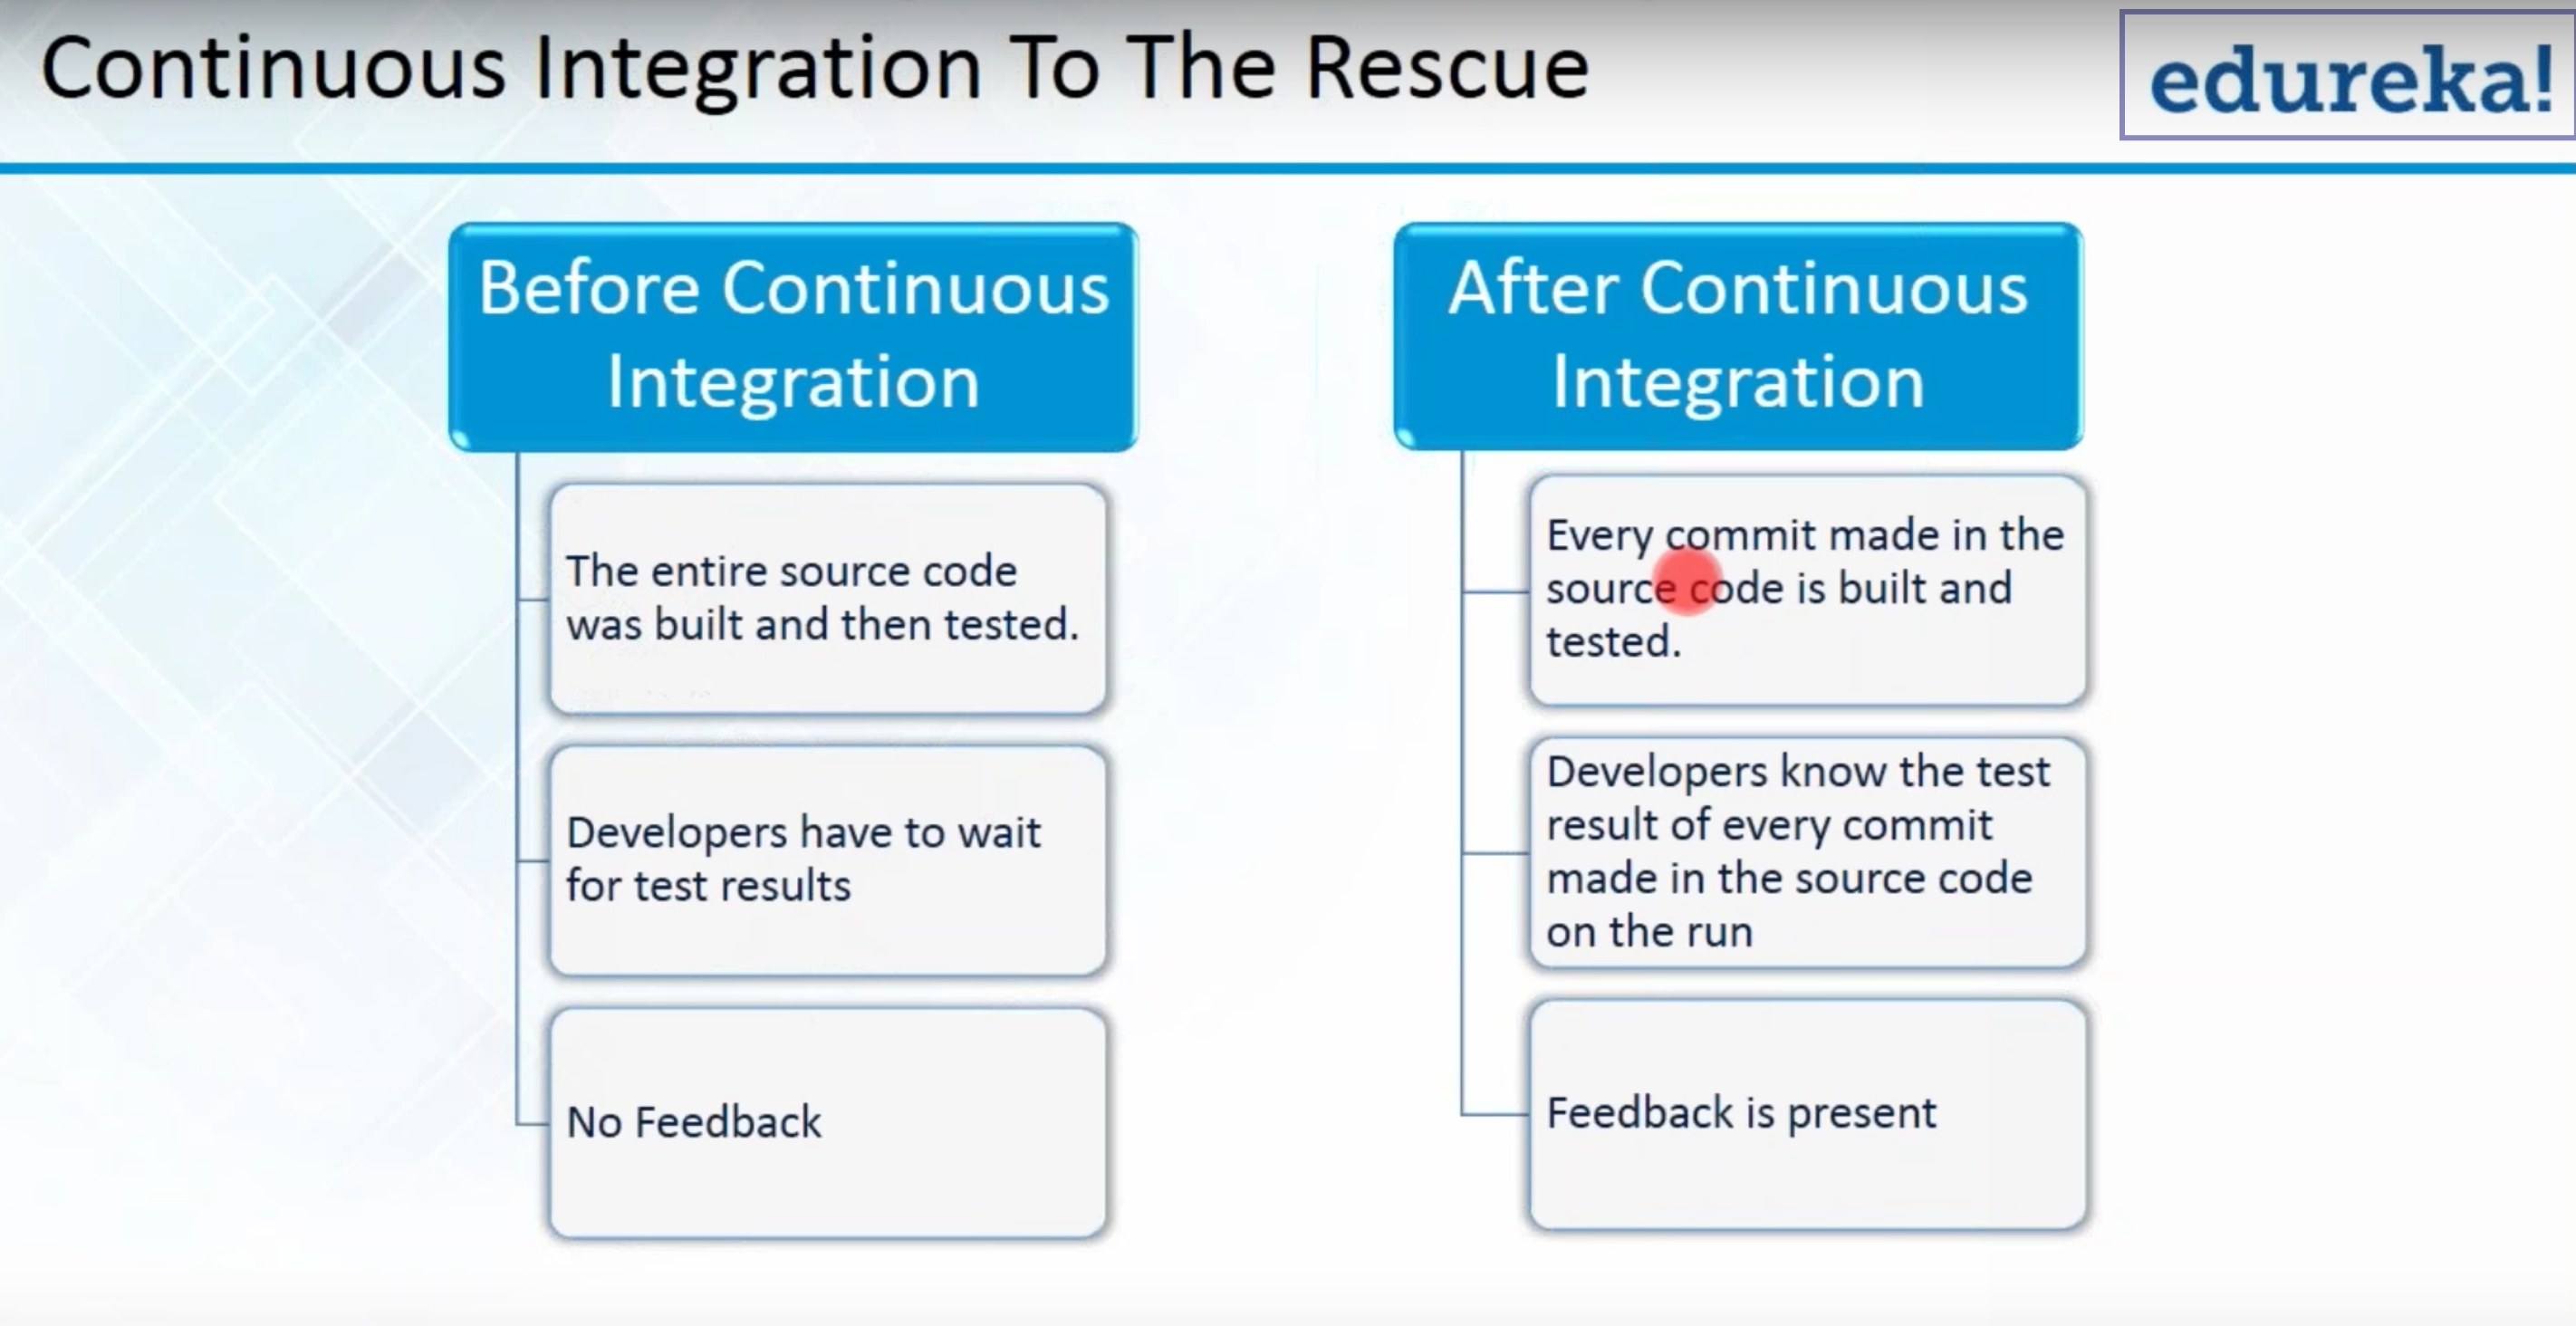 Continuous Integration To The Rescue
edureka!
Before Continuous
Integration
The entire source code
was built and then tested.
Developers have to wait
for test results
No Feedback
After Continuous
Integration
Every commit made in the
source code is built and
tested.
Developers know the test
result of every commit
made in the source code
on the run
Feedback is present